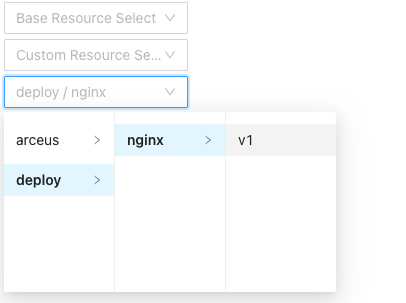 Base Resource Select
Custom Resource Se...
deploy / nginx
arceus
nginx
v1
deploy